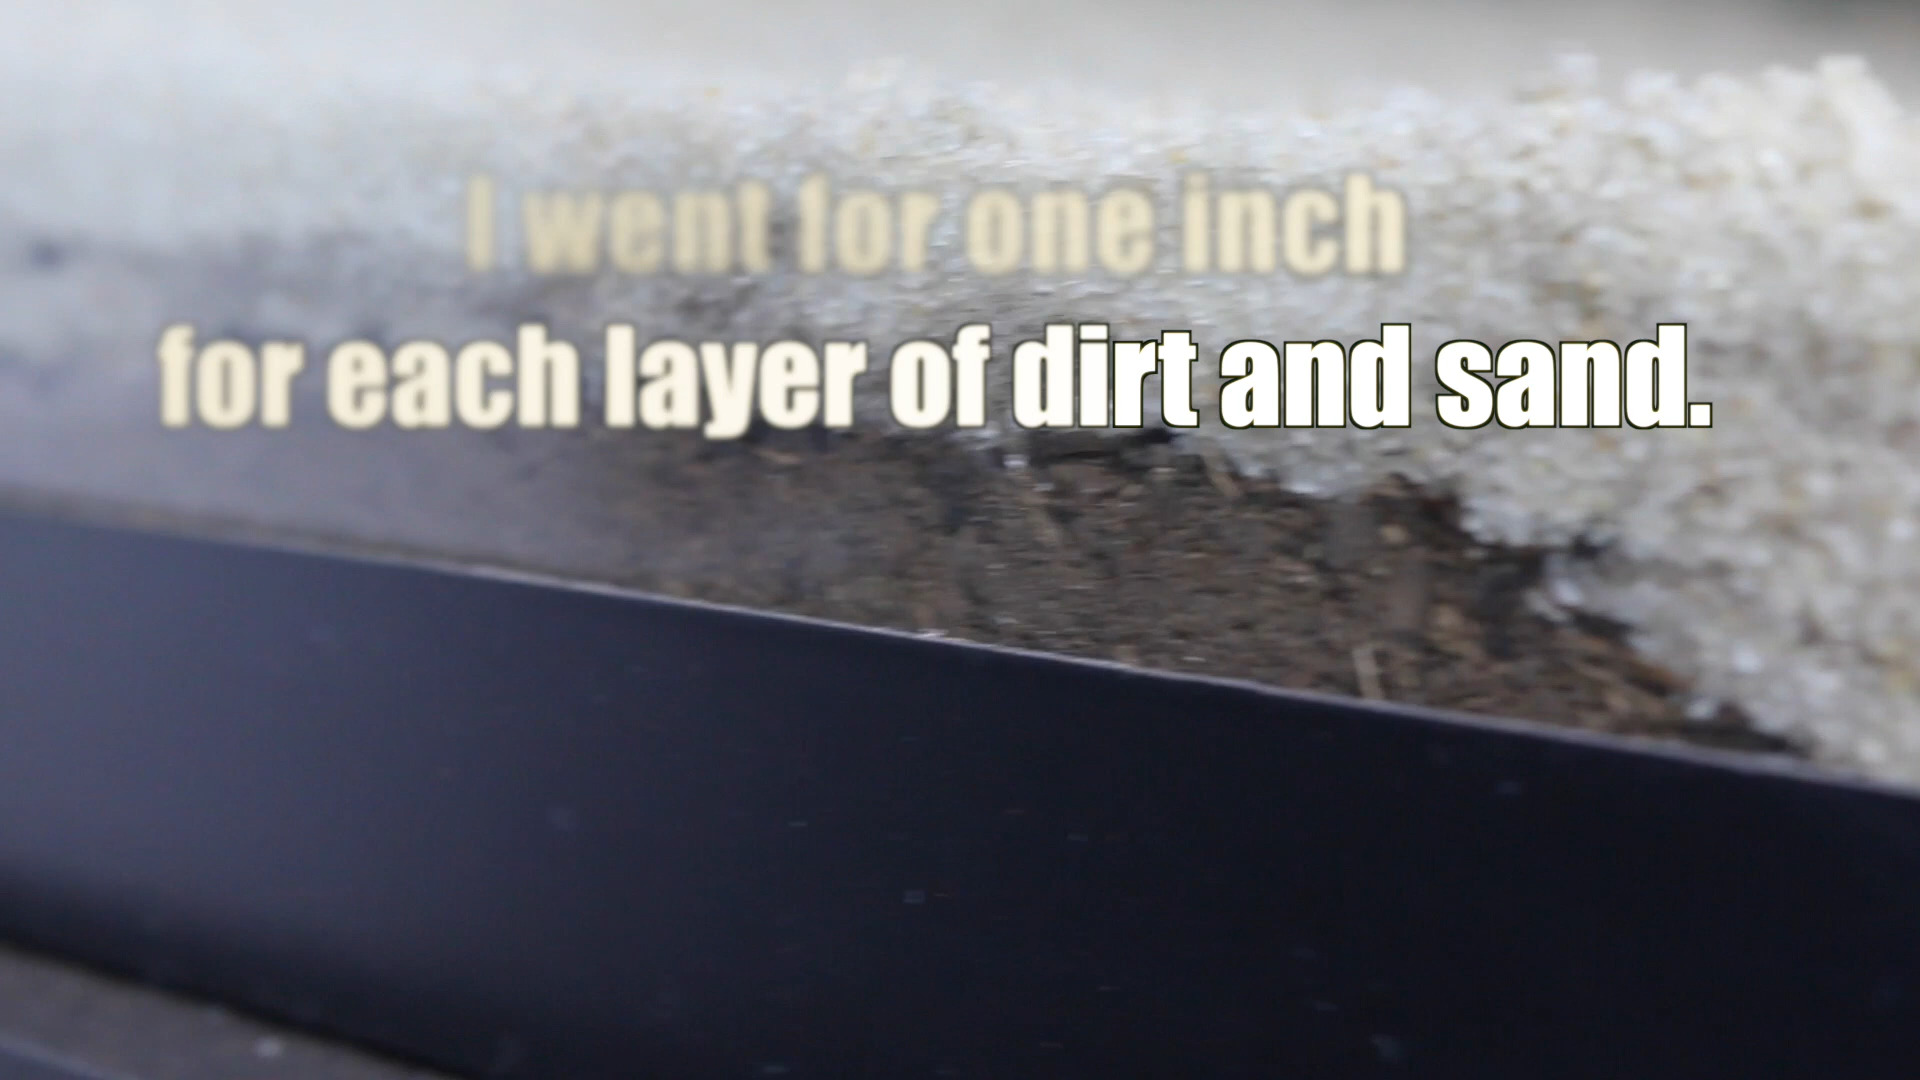 I went for one inch
for each layer of dirt and sand.